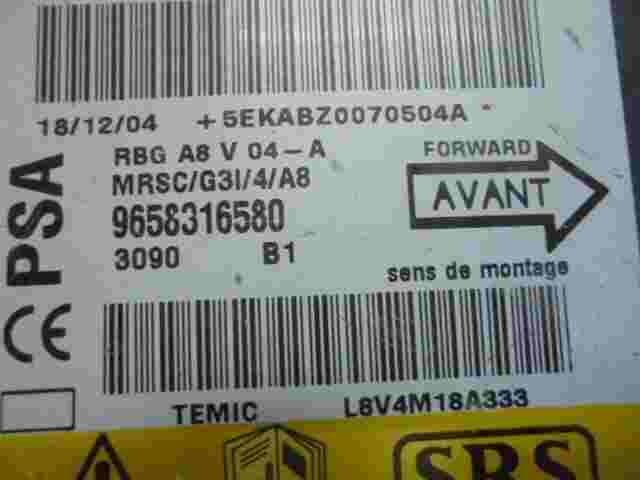 18/12/04 +5EKABZ0070504A*
RBG A8 V 04-A
FORWARD
MRSC/G3I/4/A8
AVANT
9658316580
3090 B1
sens de montage
PSA
CE
TEMIC L8V4M18A333
SRS